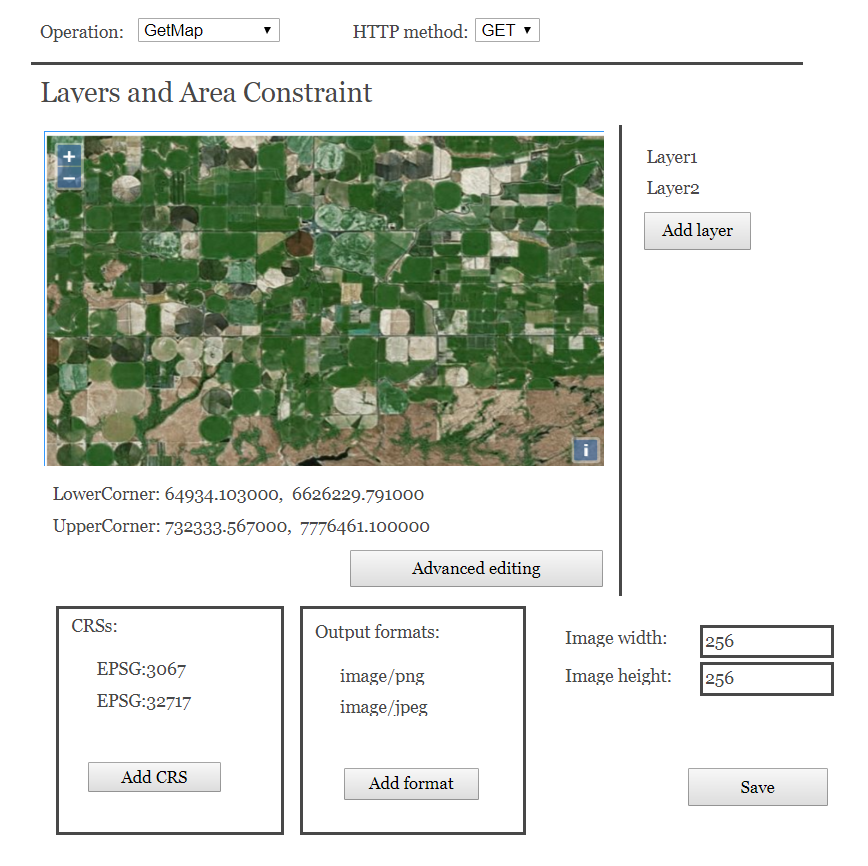 Operation: GetMap ▼ HTTP method: GET ▼
Lavers and Area Constraint
+
−
i
LowerCorner: 64934.103000, 6626229.791000
UpperCorner: 732333.567000, 7776461.100000
Advanced editing
Layer1
Layer2
Add layer
CRSs:
EPSG:3067
EPSG:32717
Add CRS
Output formats:
image/png
image/jpeg
Add format
Image width: 256
Image height: 256
Save